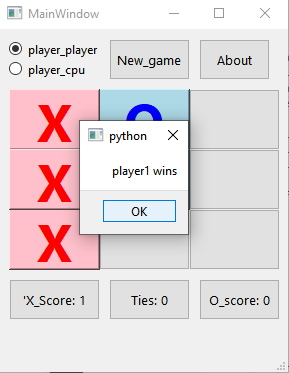 MainWindow
player_player
player_cpu
New_game
About
X
O
X
X
python
player1 wins
OK
'X_Score: 1
Ties: 0
O_score: 0